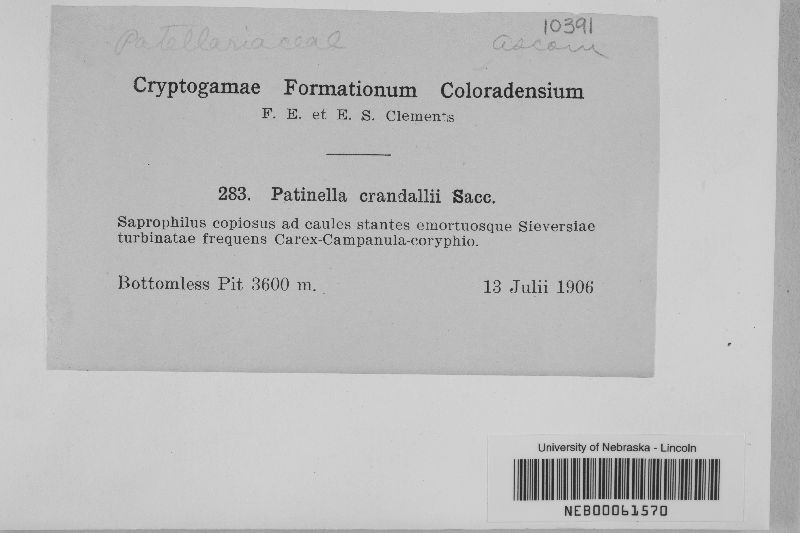 10391
Patellariaceae ascom
Cryptogamae Formationum Coloradensium
F. E. et E. S. Clements
283. Patinella crandallii Sacc.
Saprophilus copiosus ad caules stantes emortuosque Sieversiae
turbinatae frequens Carex-Campanula-coryphio.
Bottomless Pit 3600 m. 13 Julii 1906
University of Nebraska - Lincoln
NEB00061570